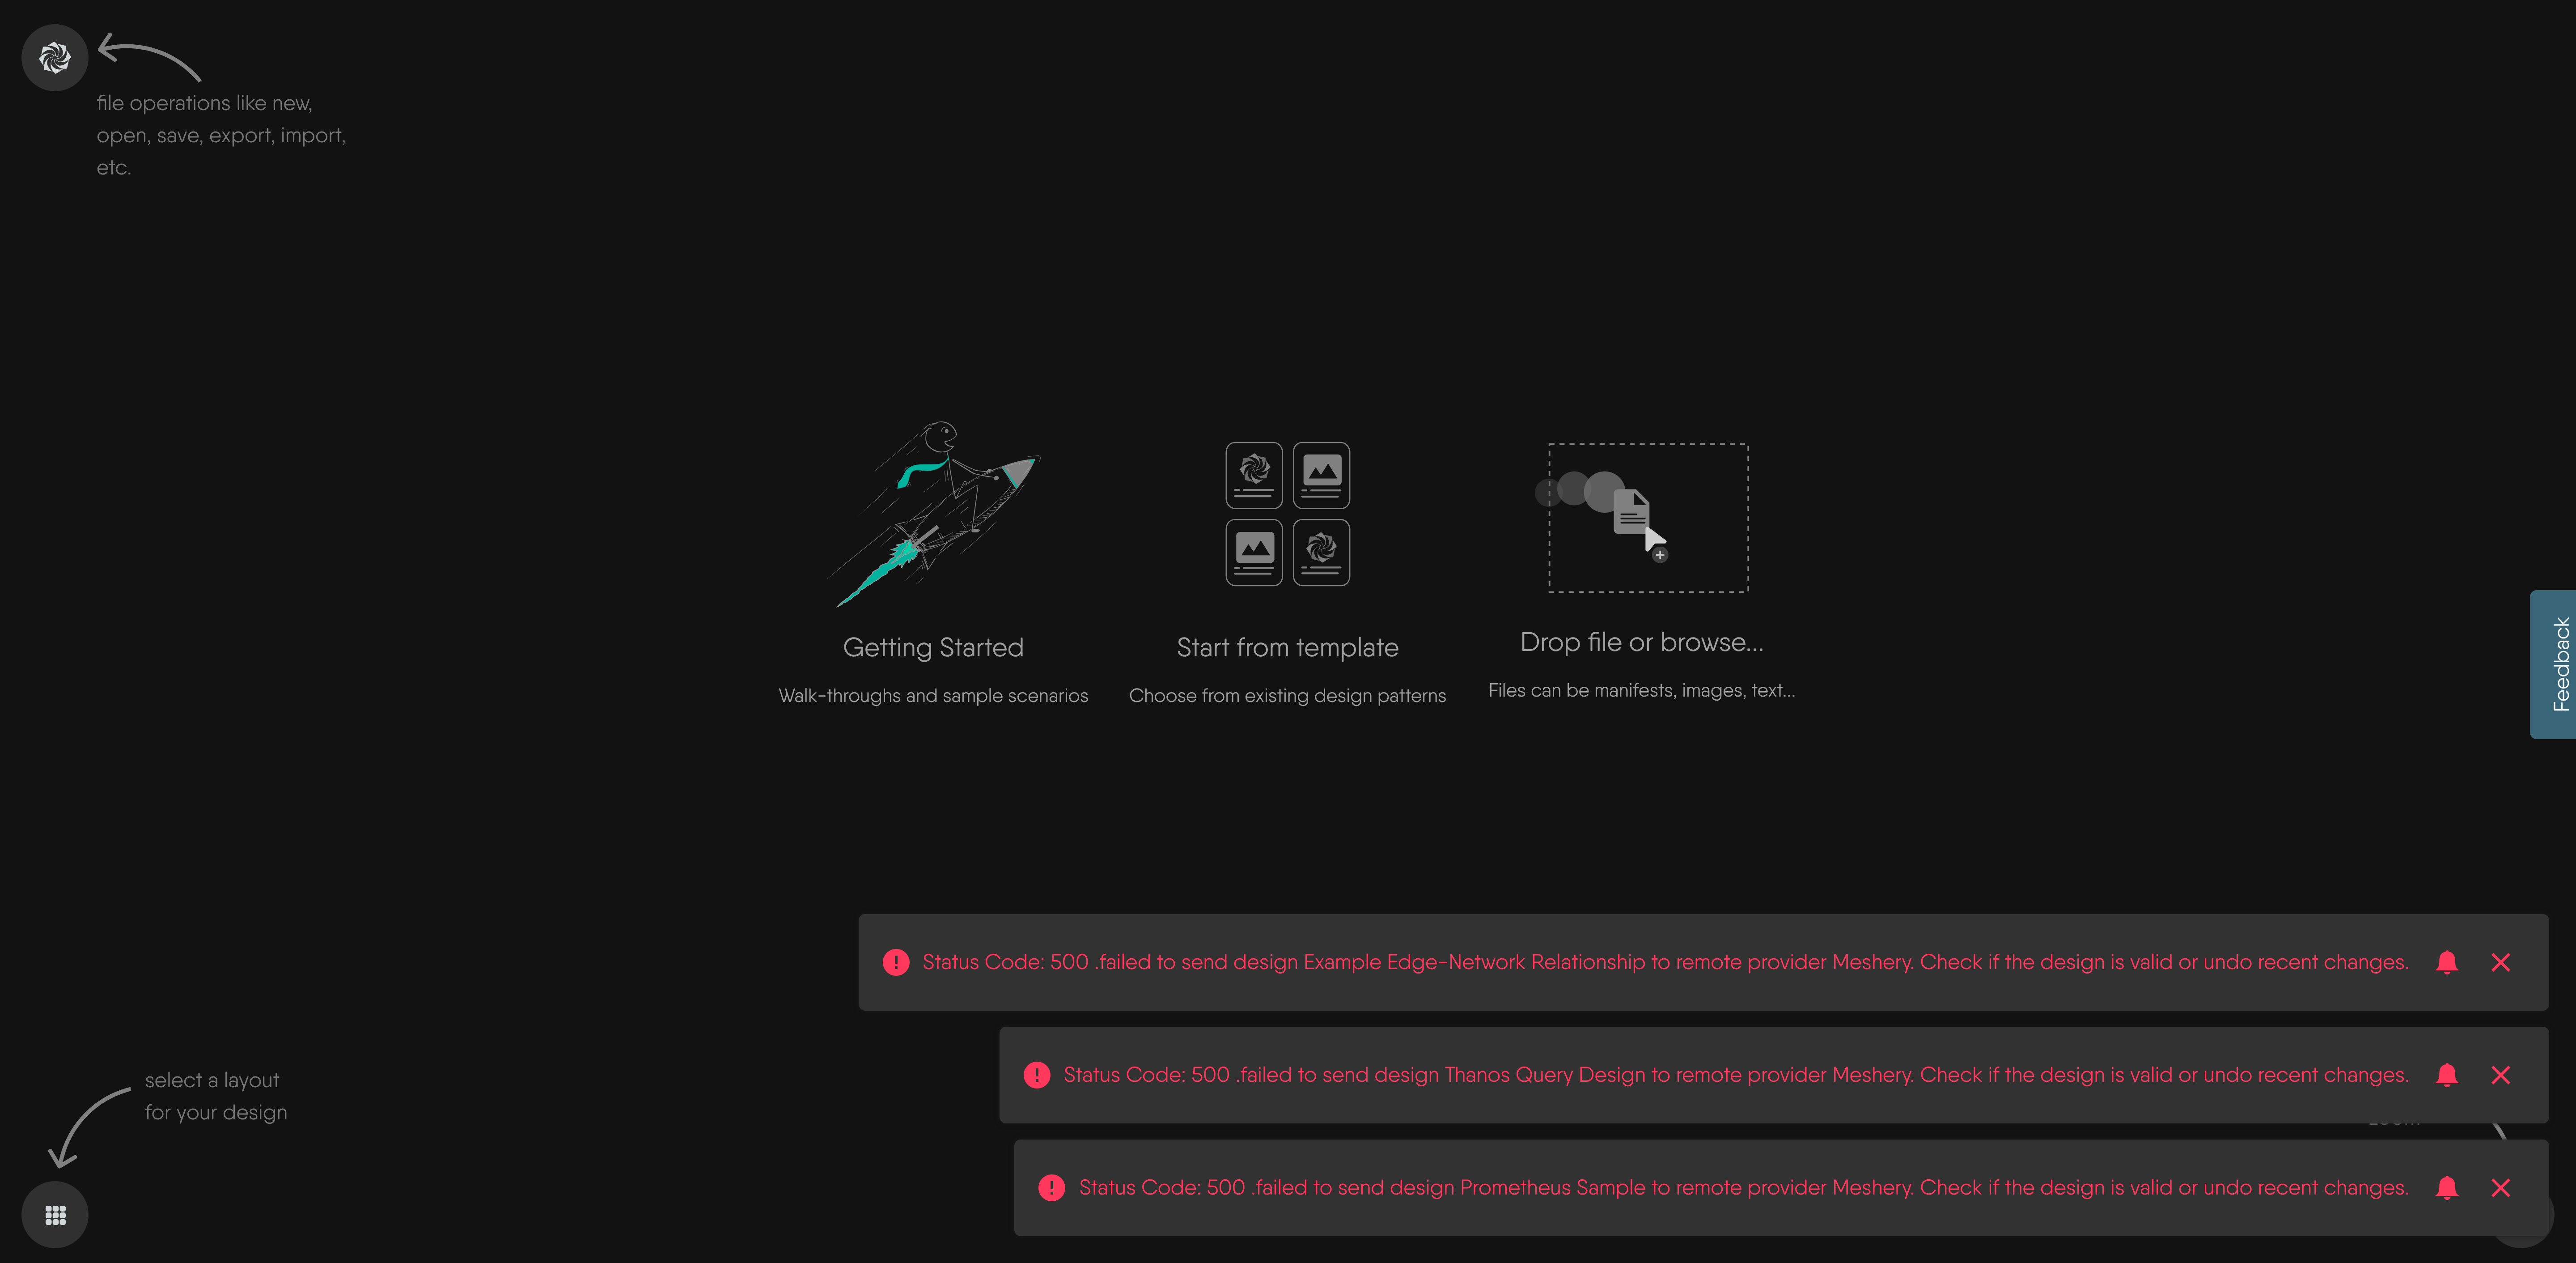 file operations like new,
open, save, export, import,
etc.
Getting Started
Walk-throughs and sample scenarios
Start from template
Choose from existing design patterns
Drop file or browse...
Files can be manifests, images, text...
Feedback
Status Code: 500 .failed to send design Example Edge-Network Relationship to remote provider Meshery. Check if the design is valid or undo recent changes.
Status Code: 500 .failed to send design Thanos Query Design to remote provider Meshery. Check if the design is valid or undo recent changes.
Status Code: 500 .failed to send design Prometheus Sample to remote provider Meshery. Check if the design is valid or undo recent changes.
select a layout
for your design